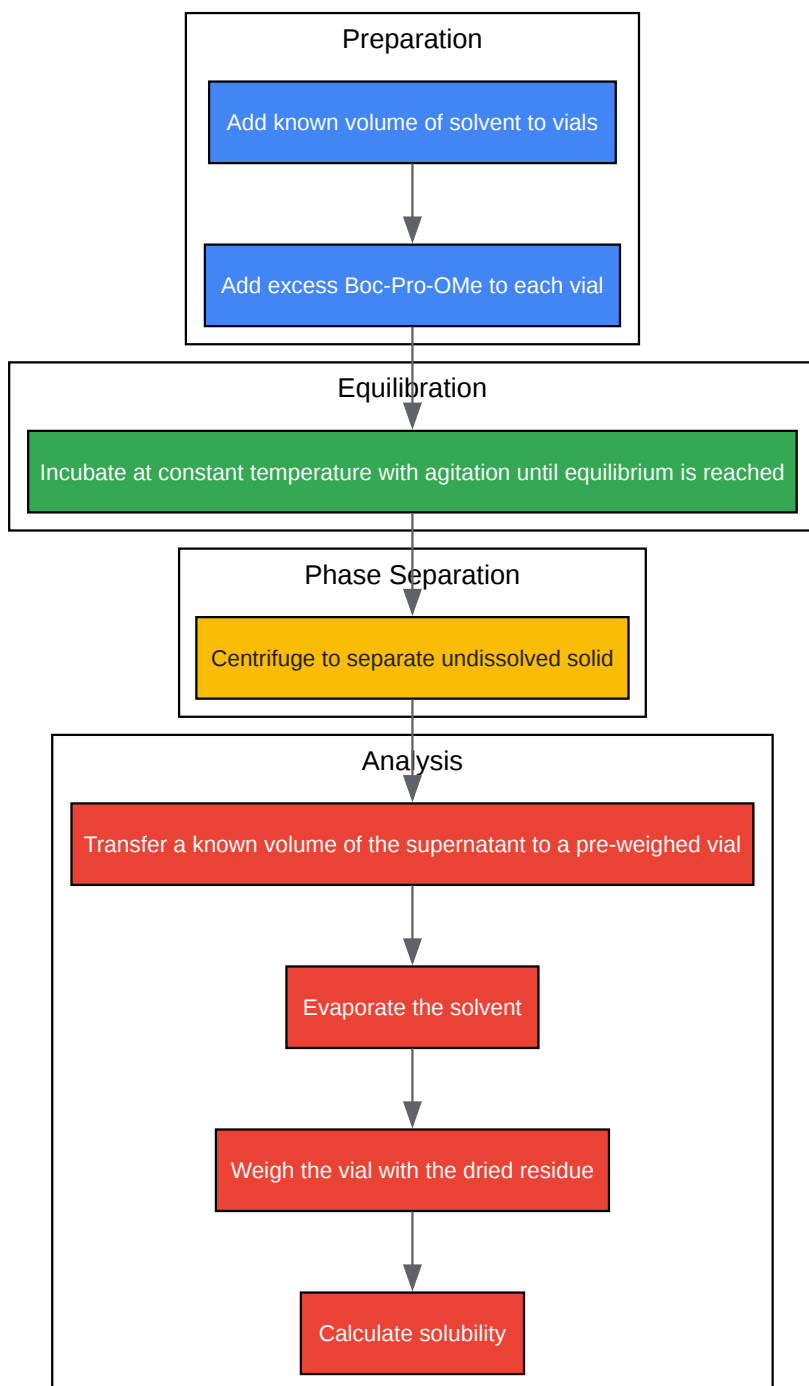 Preparation
Add known volume of solvent to vials
Add excess Boc-Pro-OMe to each vial
Equilibration
Incubate at constant temperature with agitation until equilibrium is reached
Phase Separation
Centrifuge to separate undissolved solid
Analysis
Transfer a known volume of the supernatant to a pre-weighed vial
Evaporate the solvent
Weigh the vial with the dried residue
Calculate solubility